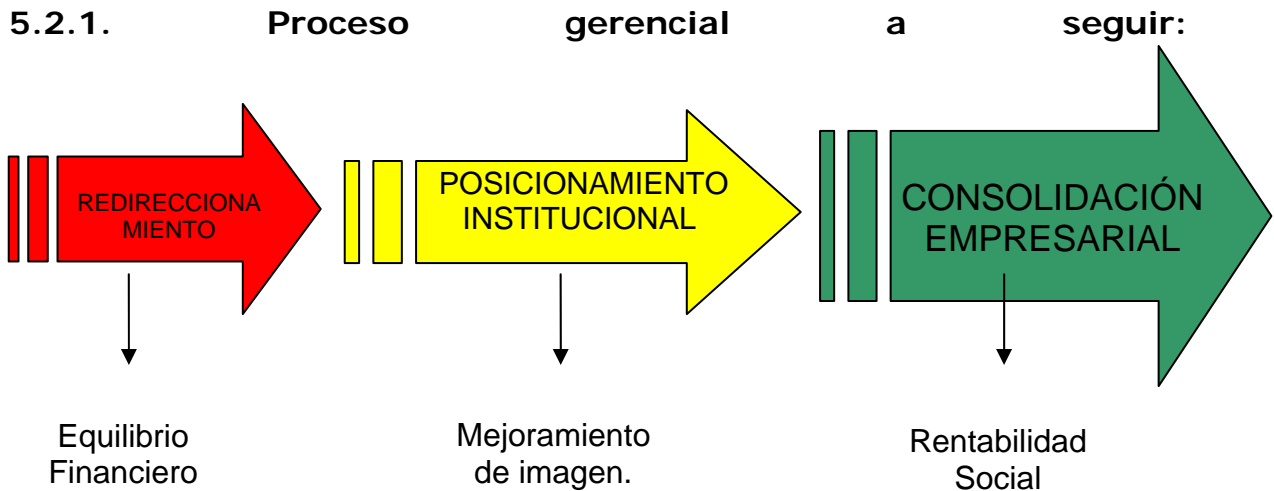 5.2.1. Proceso gerencial a seguir:
REDIRECCIONA
MIENTO
POSICIONAMIENTO
INSTITUCIONAL
CONSOLIDACIÓN
EMPRESARIAL
Equilibrio
Financiero
Mejoramiento
de imagen.
Rentabilidad
Social